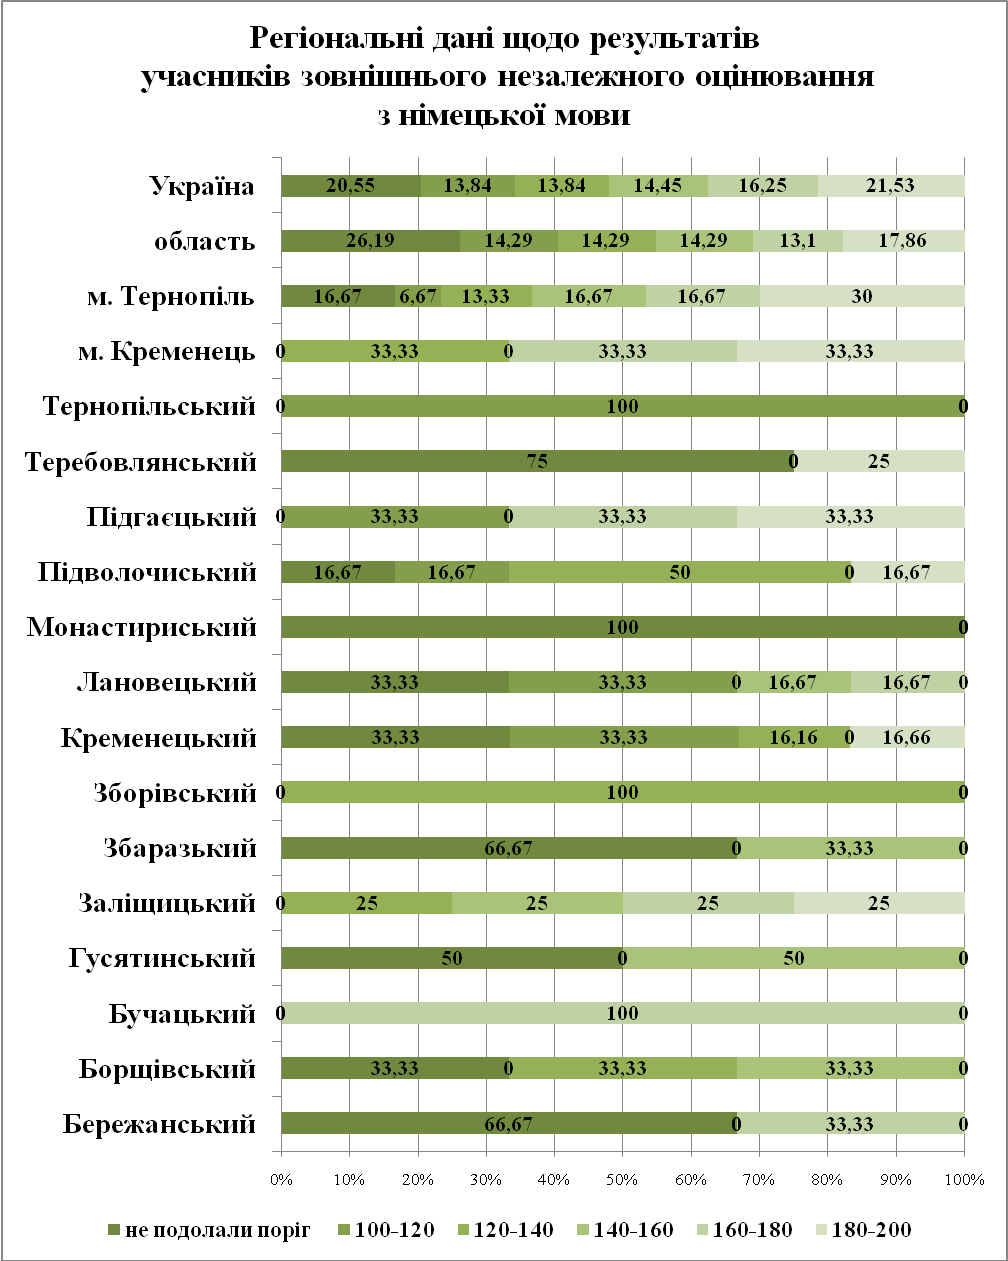 Регіональні дані щодо результатів
учасників зовнішнього незалежного оцінювання
з німецької мови
Україна 20,55 13,84 13,84 14,45 16,25 21,53
область 26,19 14,29 14,29 14,29 13,1 17,86
м. Тернопіль 16,67 6,67 13,33 16,67 16,67 30
м. Кременець 0 33,33 0 33,33 33,33
Тернопільський 0 100 0
Теребовлянський 75 0 25
Підгаєцький 0 33,33 0 33,33 33,33
Підволочиський 16,67 16,67 50 0 16,67
Монастириський 100 0
Лановецький 33,33 33,33 0 16,67 16,67 0
Кременецький 33,33 33,33 16,16 0 16,66
Зборівський 0 100 0
Збаразький 66,67 0 33,33 0
Заліщицький 0 25 25 25 25
Гусятинський 50 0 50 0
Бучацький 0 100 0
Борщівський 33,33 0 33,33 33,33 0
Бережанський 66,67 0 33,33 0
0% 10% 20% 30% 40% 50% 60% 70% 80% 90% 100%
не подолали поріг 100-120 120-140 140-160 160-180 180-200